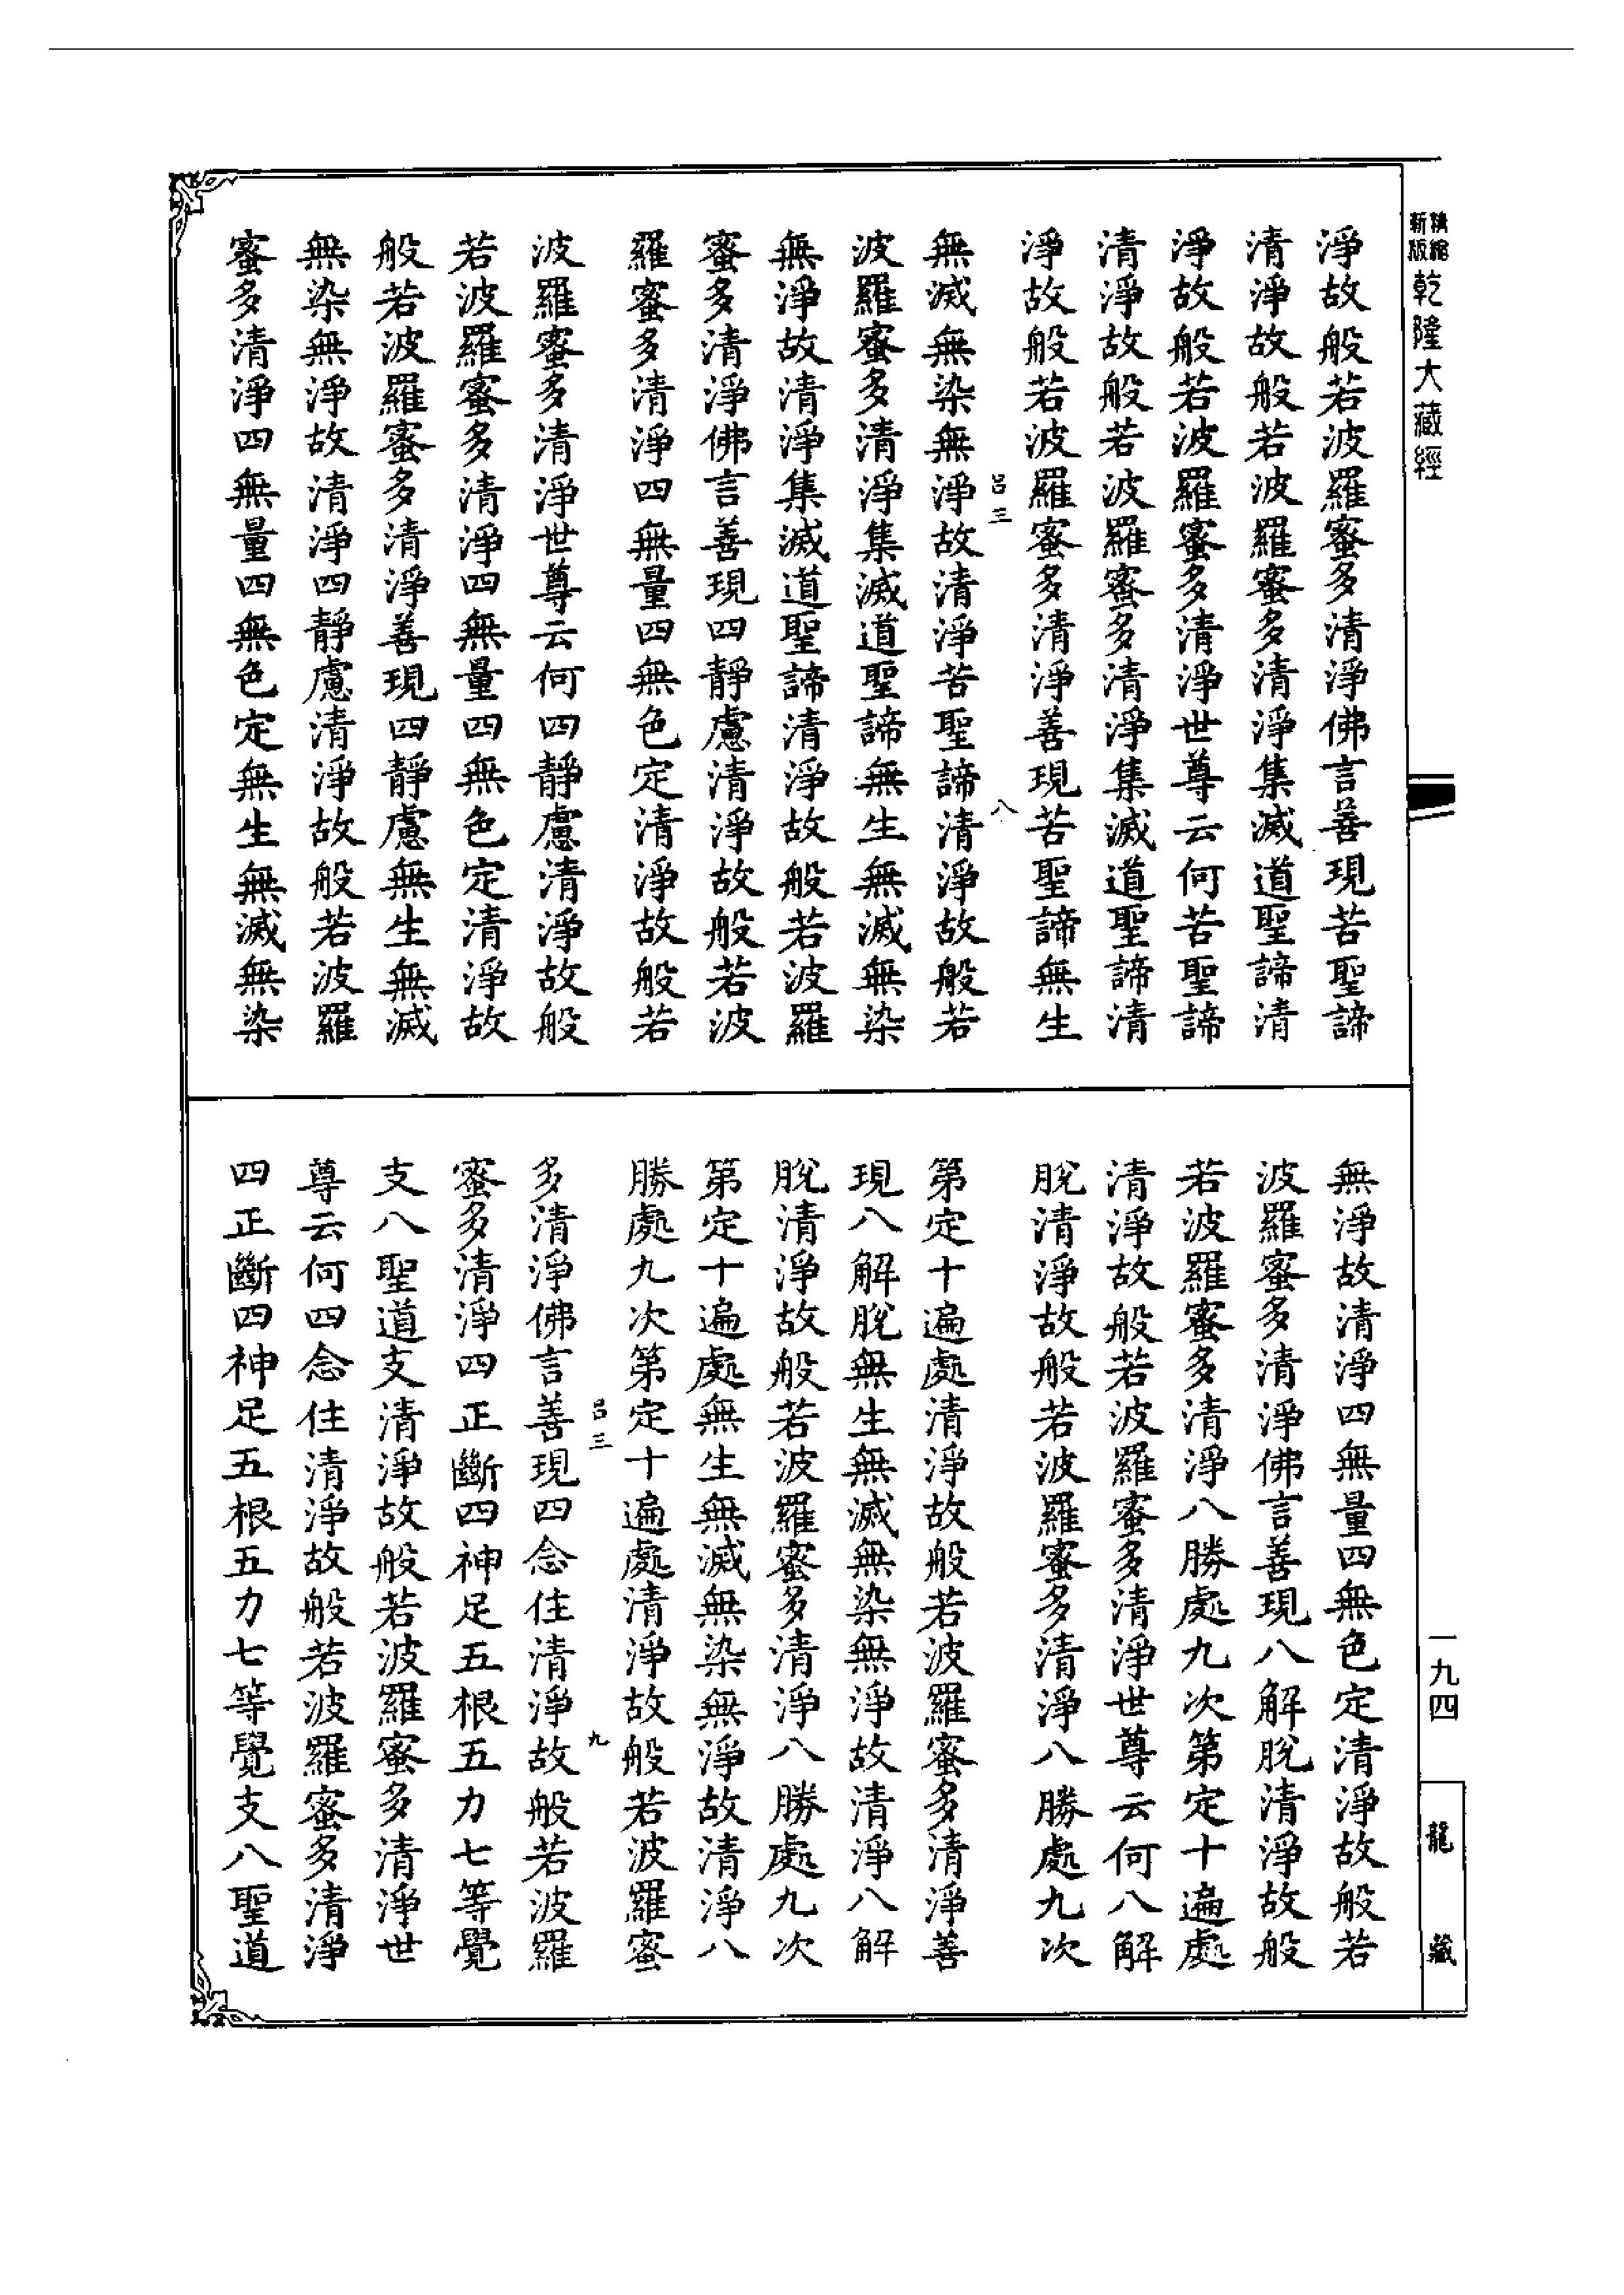 精縮新版乾隆大藏經
淨故般若波羅蜜多清淨佛言善現苦聖諦
清淨故般若波羅蜜多清淨集滅道聖諦清
淨故般若波羅蜜多清淨世尊云何苦聖諦
清淨故般若波羅蜜多清淨集滅道聖諦清
淨故般若波羅蜜多清淨善現苦聖諦無生
呂三 八
無滅無染無淨故清淨苦聖諦清淨故般若
波羅蜜多清淨集滅道聖諦無生無滅無染
無淨故清淨集滅道聖諦清淨故般若波羅
蜜多清淨佛言善現四靜慮清淨故般若波
羅蜜多清淨四無量四無色定清淨故般若
波羅蜜多清淨世尊云何四靜慮清淨故般
若波羅蜜多清淨四無量四無色定清淨故
般若波羅蜜多清淨善現四靜慮無生無滅
無染無淨故清淨四靜慮清淨故般若波羅
蜜多清淨四無量四無色定無生無滅無染
無淨故清淨四無量四無色定清淨故般若
波羅蜜多清淨佛言善現八解脫清淨故般
若波羅蜜多清淨八勝處九次第定十遍處
清淨故般若波羅蜜多清淨世尊云何八解
脫清淨故般若波羅蜜多清淨八勝處九次
第定十遍處清淨故般若波羅蜜多清淨善
現八解脫無生無滅無染無淨故清淨八解
脫清淨故般若波羅蜜多清淨八勝處九次
第定十遍處無生無滅無染無淨故清淨八
勝處九次第定十遍處清淨故般若波羅蜜
呂三 九
多清淨佛言善現四念住清淨故般若波羅
蜜多清淨四正斷四神足五根五力七等覺
支八聖道支清淨故般若波羅蜜多清淨世
尊云何四念住清淨故般若波羅蜜多清淨
四正斷四神足五根五力七等覺支八聖道
一九四
龍藏